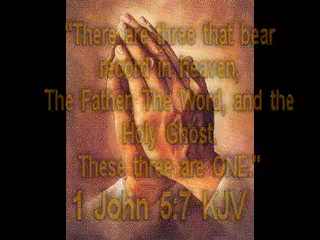 "There are three that bear
record in heaven,
The Father, The Word, and the
Holy Ghost,
These three are ONE."
1 John 5:7 KJV